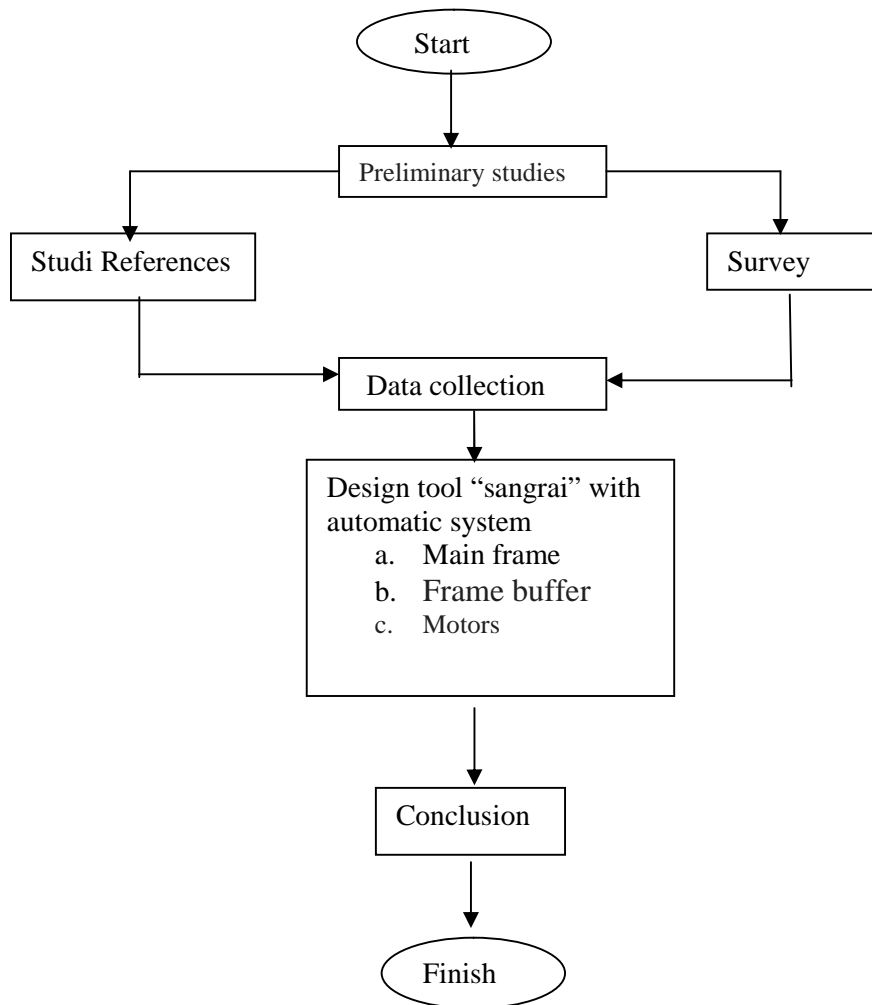 Start
Preliminary studies
Studi References
Survey
Data collection
Design tool “sangrai” with
automatic system
a. Main frame
b. Frame buffer
c. Motors
Conclusion
Finish